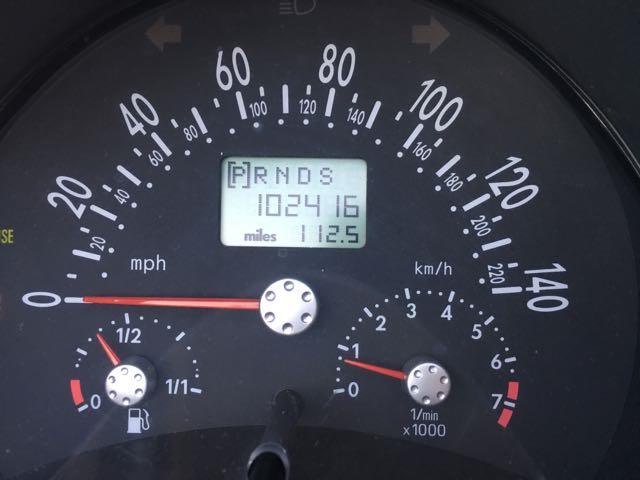 20 40 60 80 100 120 140
0
20 40 60 80 100 120 140 160 180 200 220
[P] R N D S
102416
miles 112.5
mph
km/h
0 1/2 1/1
0 1 2 3 4 5 6 7
1/min
x1000